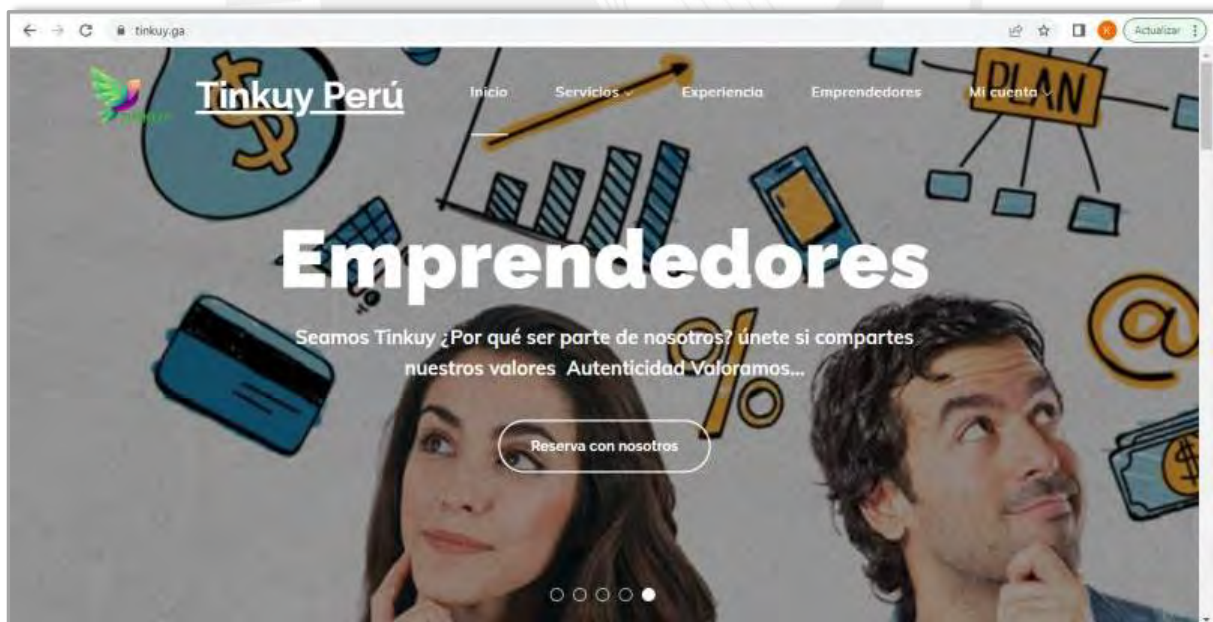 tinkuy.ga
K
Actualizar
Tinkuy Perú
Inicio
Servicios
Experiencia
Emprendedores
Mi cuenta
PLAN
$
Emprendedores
@
%
Seamos Tinkuy ¿Por qué ser parte de nosotros? únete si compartes
nuestros valores Autenticidad Valoramos...
Reserva con nosotros
$